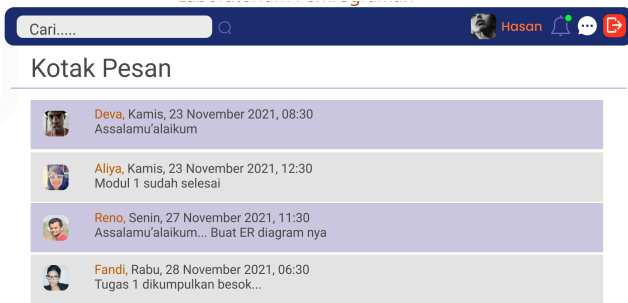 Laboratorium Pemrograman
Cari.....
Hasan
Kotak Pesan
Deva, Kamis, 23 November 2021, 08:30
Assalamu'alaikum
Aliya, Kamis, 23 November 2021, 12:30
Modul 1 sudah selesai
Reno, Senin, 27 November 2021, 11:30
Assalamu'alaikum... Buat ER diagram nya
Fandi, Rabu, 28 November 2021, 06:30
Tugas 1 dikumpulkan besok...